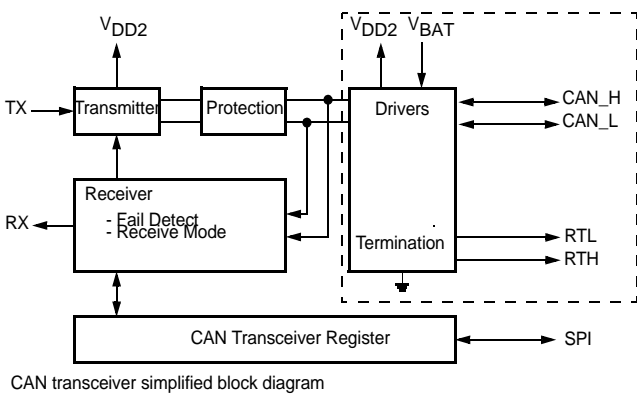 VDD2
VDD2 VBAT
TX
Transmitter
Protection
Drivers
CAN_H
CAN_L
Receiver
- Fail Detect
- Receive Mode
RX
Termination
RTL
RTH
CAN Transceiver Register
SPI
CAN transceiver simplified block diagram